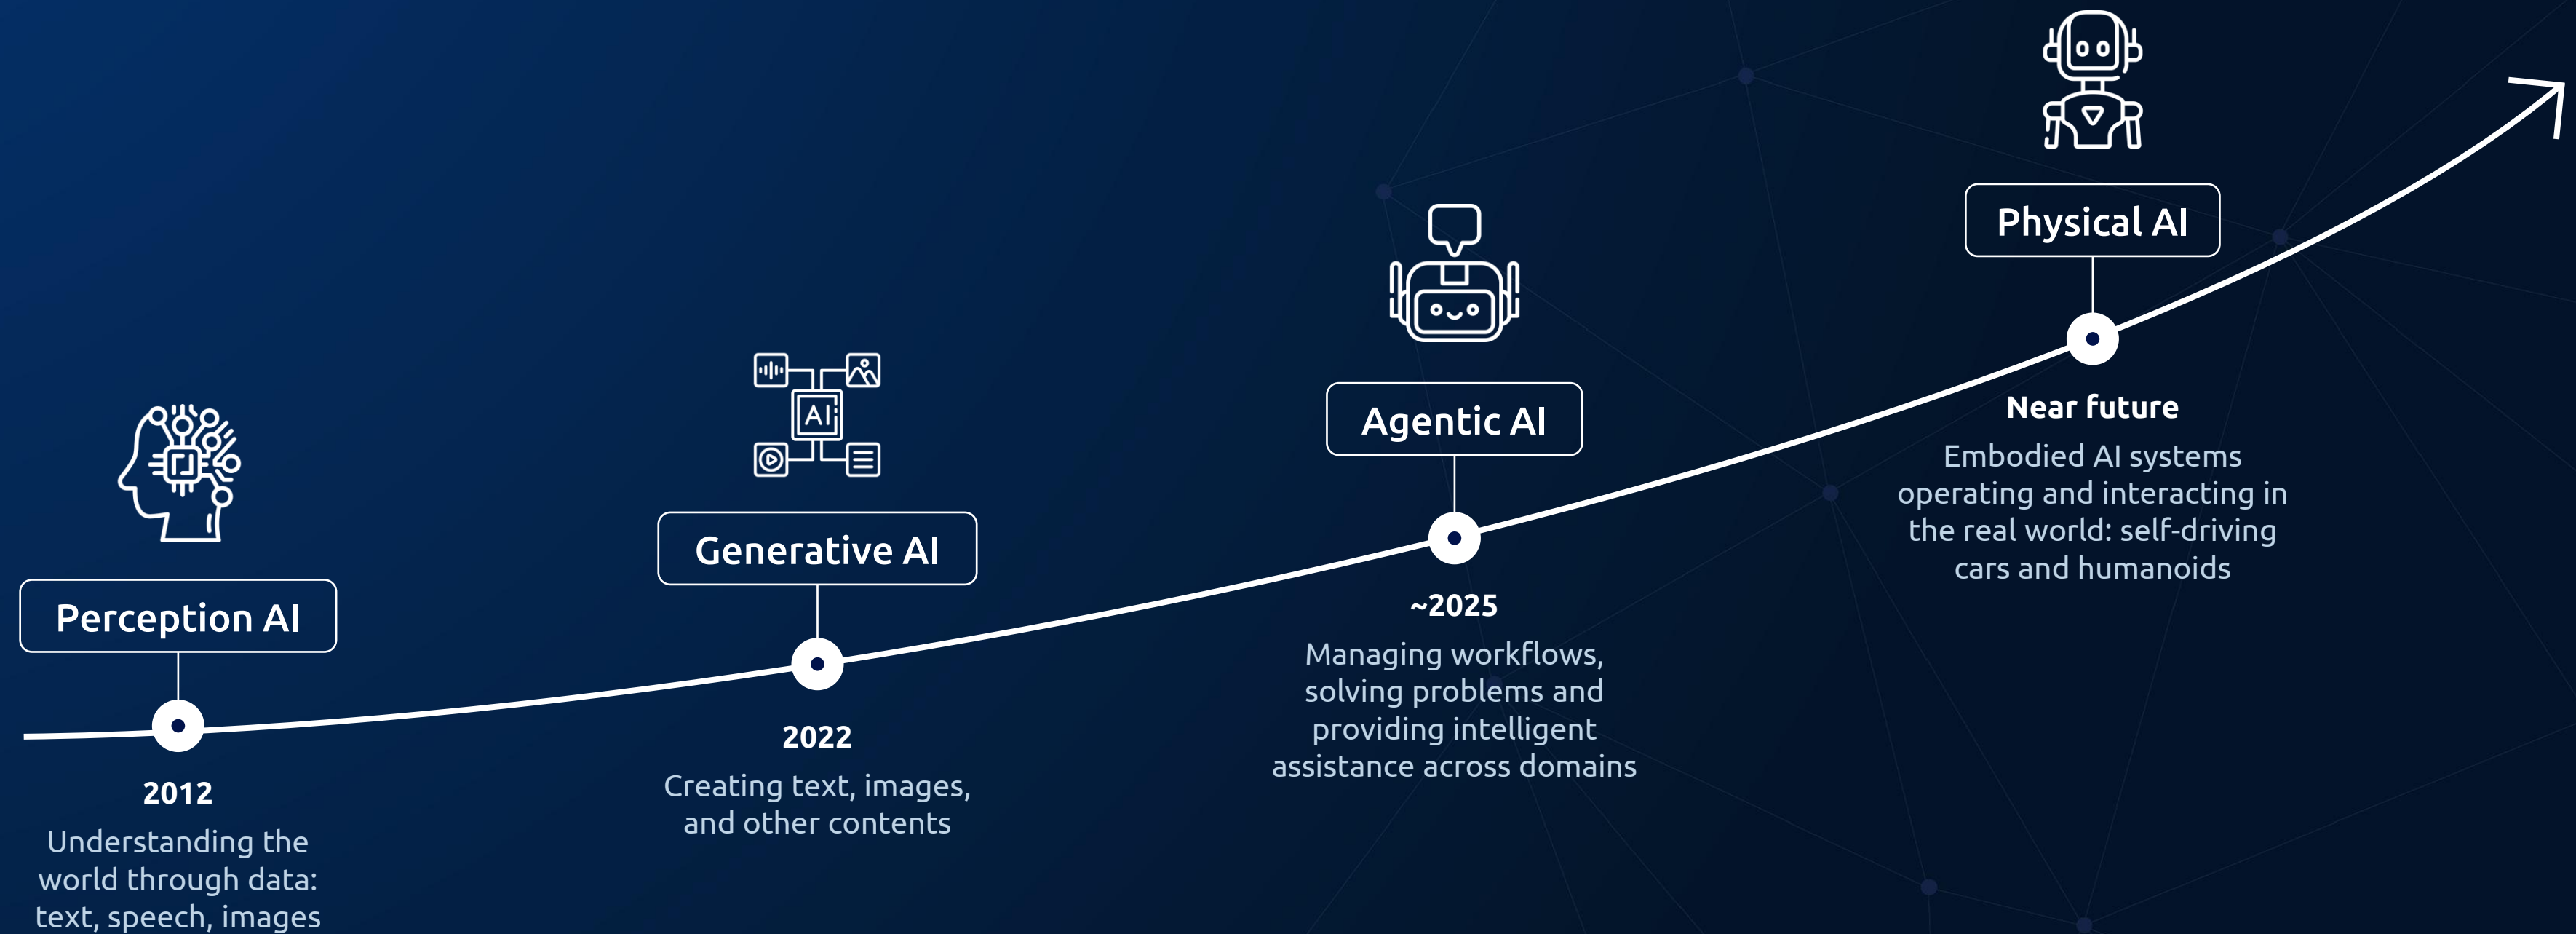 Perception AI
2012
Understanding the
world through data:
text, speech, images
AI
Generative AI
2022
Creating text, images,
and other contents
Agentic AI
~2025
Managing workflows,
solving problems and
providing intelligent
assistance across domains
Physical AI
Near future
Embodied AI systems
operating and interacting in
the real world: self-driving
cars and humanoids